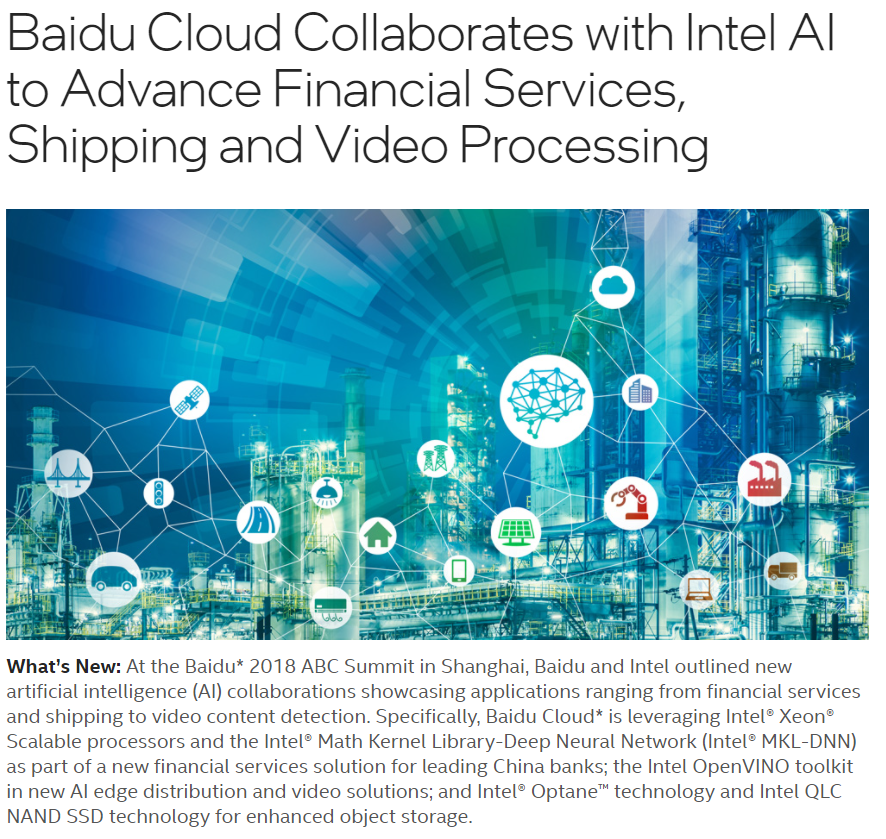 Baidu Cloud Collaborates with Intel AI
to Advance Financial Services,
Shipping and Video Processing
What's New: At the Baidu* 2018 ABC Summit in Shanghai, Baidu and Intel outlined new
artificial intelligence (AI) collaborations showcasing applications ranging from financial services
and shipping to video content detection. Specifically, Baidu Cloud* is leveraging Intel® Xeon®
Scalable processors and the Intel® Math Kernel Library-Deep Neural Network (Intel® MKL-DNN)
as part of a new financial services solution for leading China banks; the Intel OpenVINO toolkit
in new AI edge distribution and video solutions; and Intel® Optane™ technology and Intel QLC
NAND SSD technology for enhanced object storage.